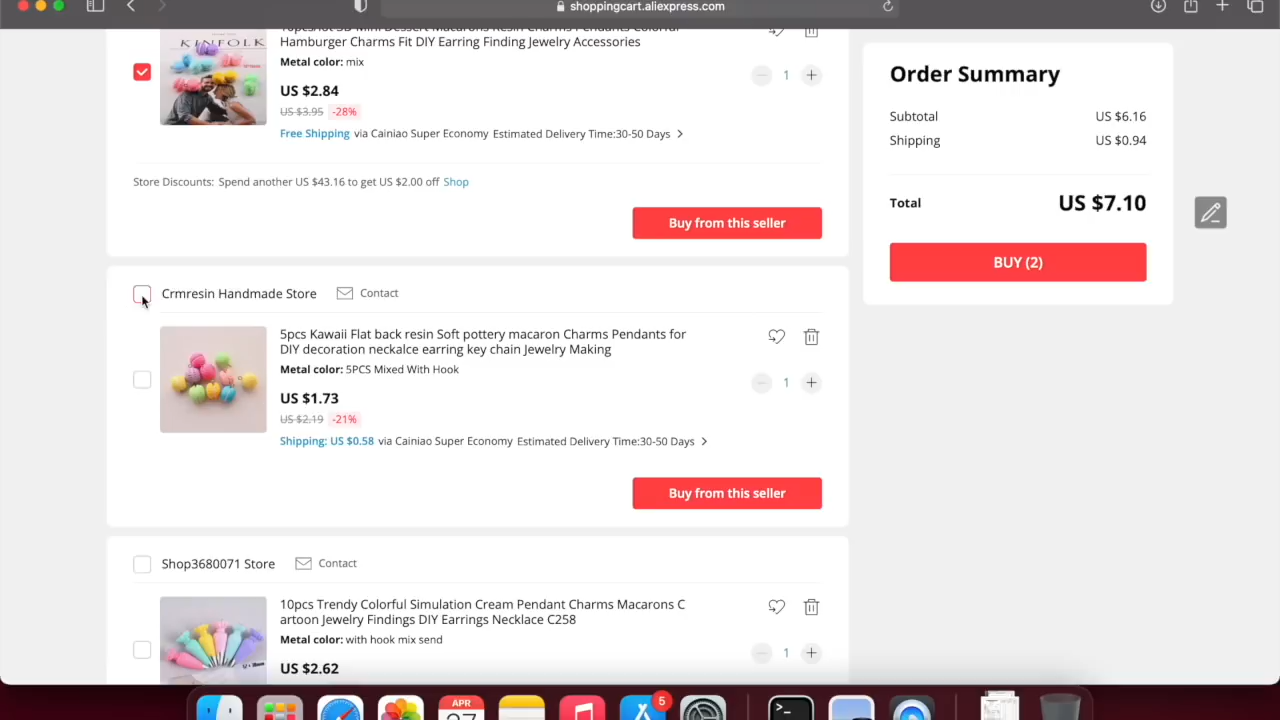 shoppingcart.aliexpress.com
KINFOLK
Hamburger Charms Fit DIY Earring Finding Jewelry Accessories
Metal color: mix
1
US $2.84
US $3.95 -28%
Free Shipping via Cainiao Super Economy Estimated Delivery Time:30-50 Days
Store Discounts: Spend another US $43.16 to get US $2.00 off Shop
Buy from this seller
Crmresin Handmade Store Contact
5pcs Kawaii Flat back resin Soft pottery macaron Charms Pendants for
DIY decoration neckalce earring key chain Jewelry Making
Metal color: 5PCS Mixed With Hook
1
US $1.73
US $2.19 -21%
Shipping: US $0.58 via Cainiao Super Economy Estimated Delivery Time:30-50 Days
Buy from this seller
Shop3680071 Store Contact
10pcs Trendy Colorful Simulation Cream Pendant Charms Macarons C
artoon Jewelry Findings DIY Earrings Necklace C258
Metal color: with hook mix send
1
US $2.62
Order Summary
Subtotal US $6.16
Shipping US $0.94
Total US $7.10
BUY (2)
APR
5